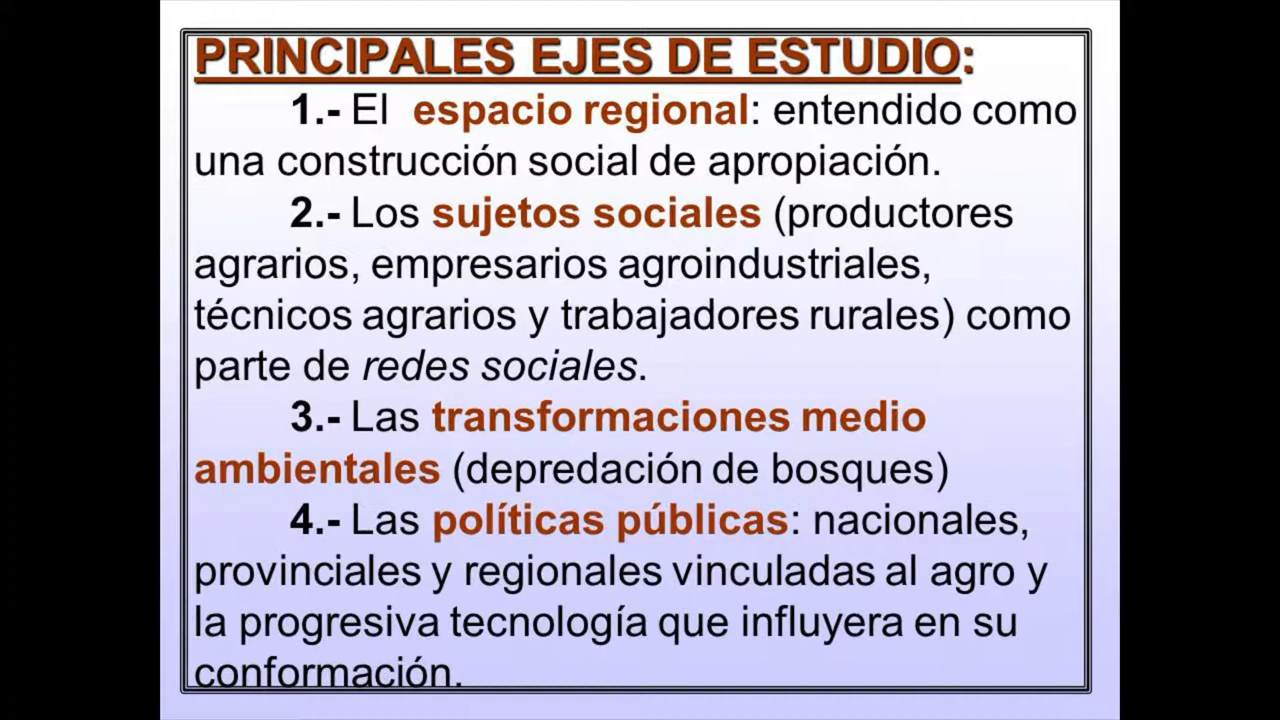 PRINCIPALES EJES DE ESTUDIO:
1.- El espacio regional: entendido como
una construcción social de apropiación.
2.- Los sujetos sociales (productores
agrarios, empresarios agroindustriales,
técnicos agrarios y trabajadores rurales) como
parte de redes sociales.
3.- Las transformaciones medio
ambientales (depredación de bosques)
4.- Las políticas públicas: nacionales,
provinciales y regionales vinculadas al agro y
la progresiva tecnología que influyera en su
conformación.